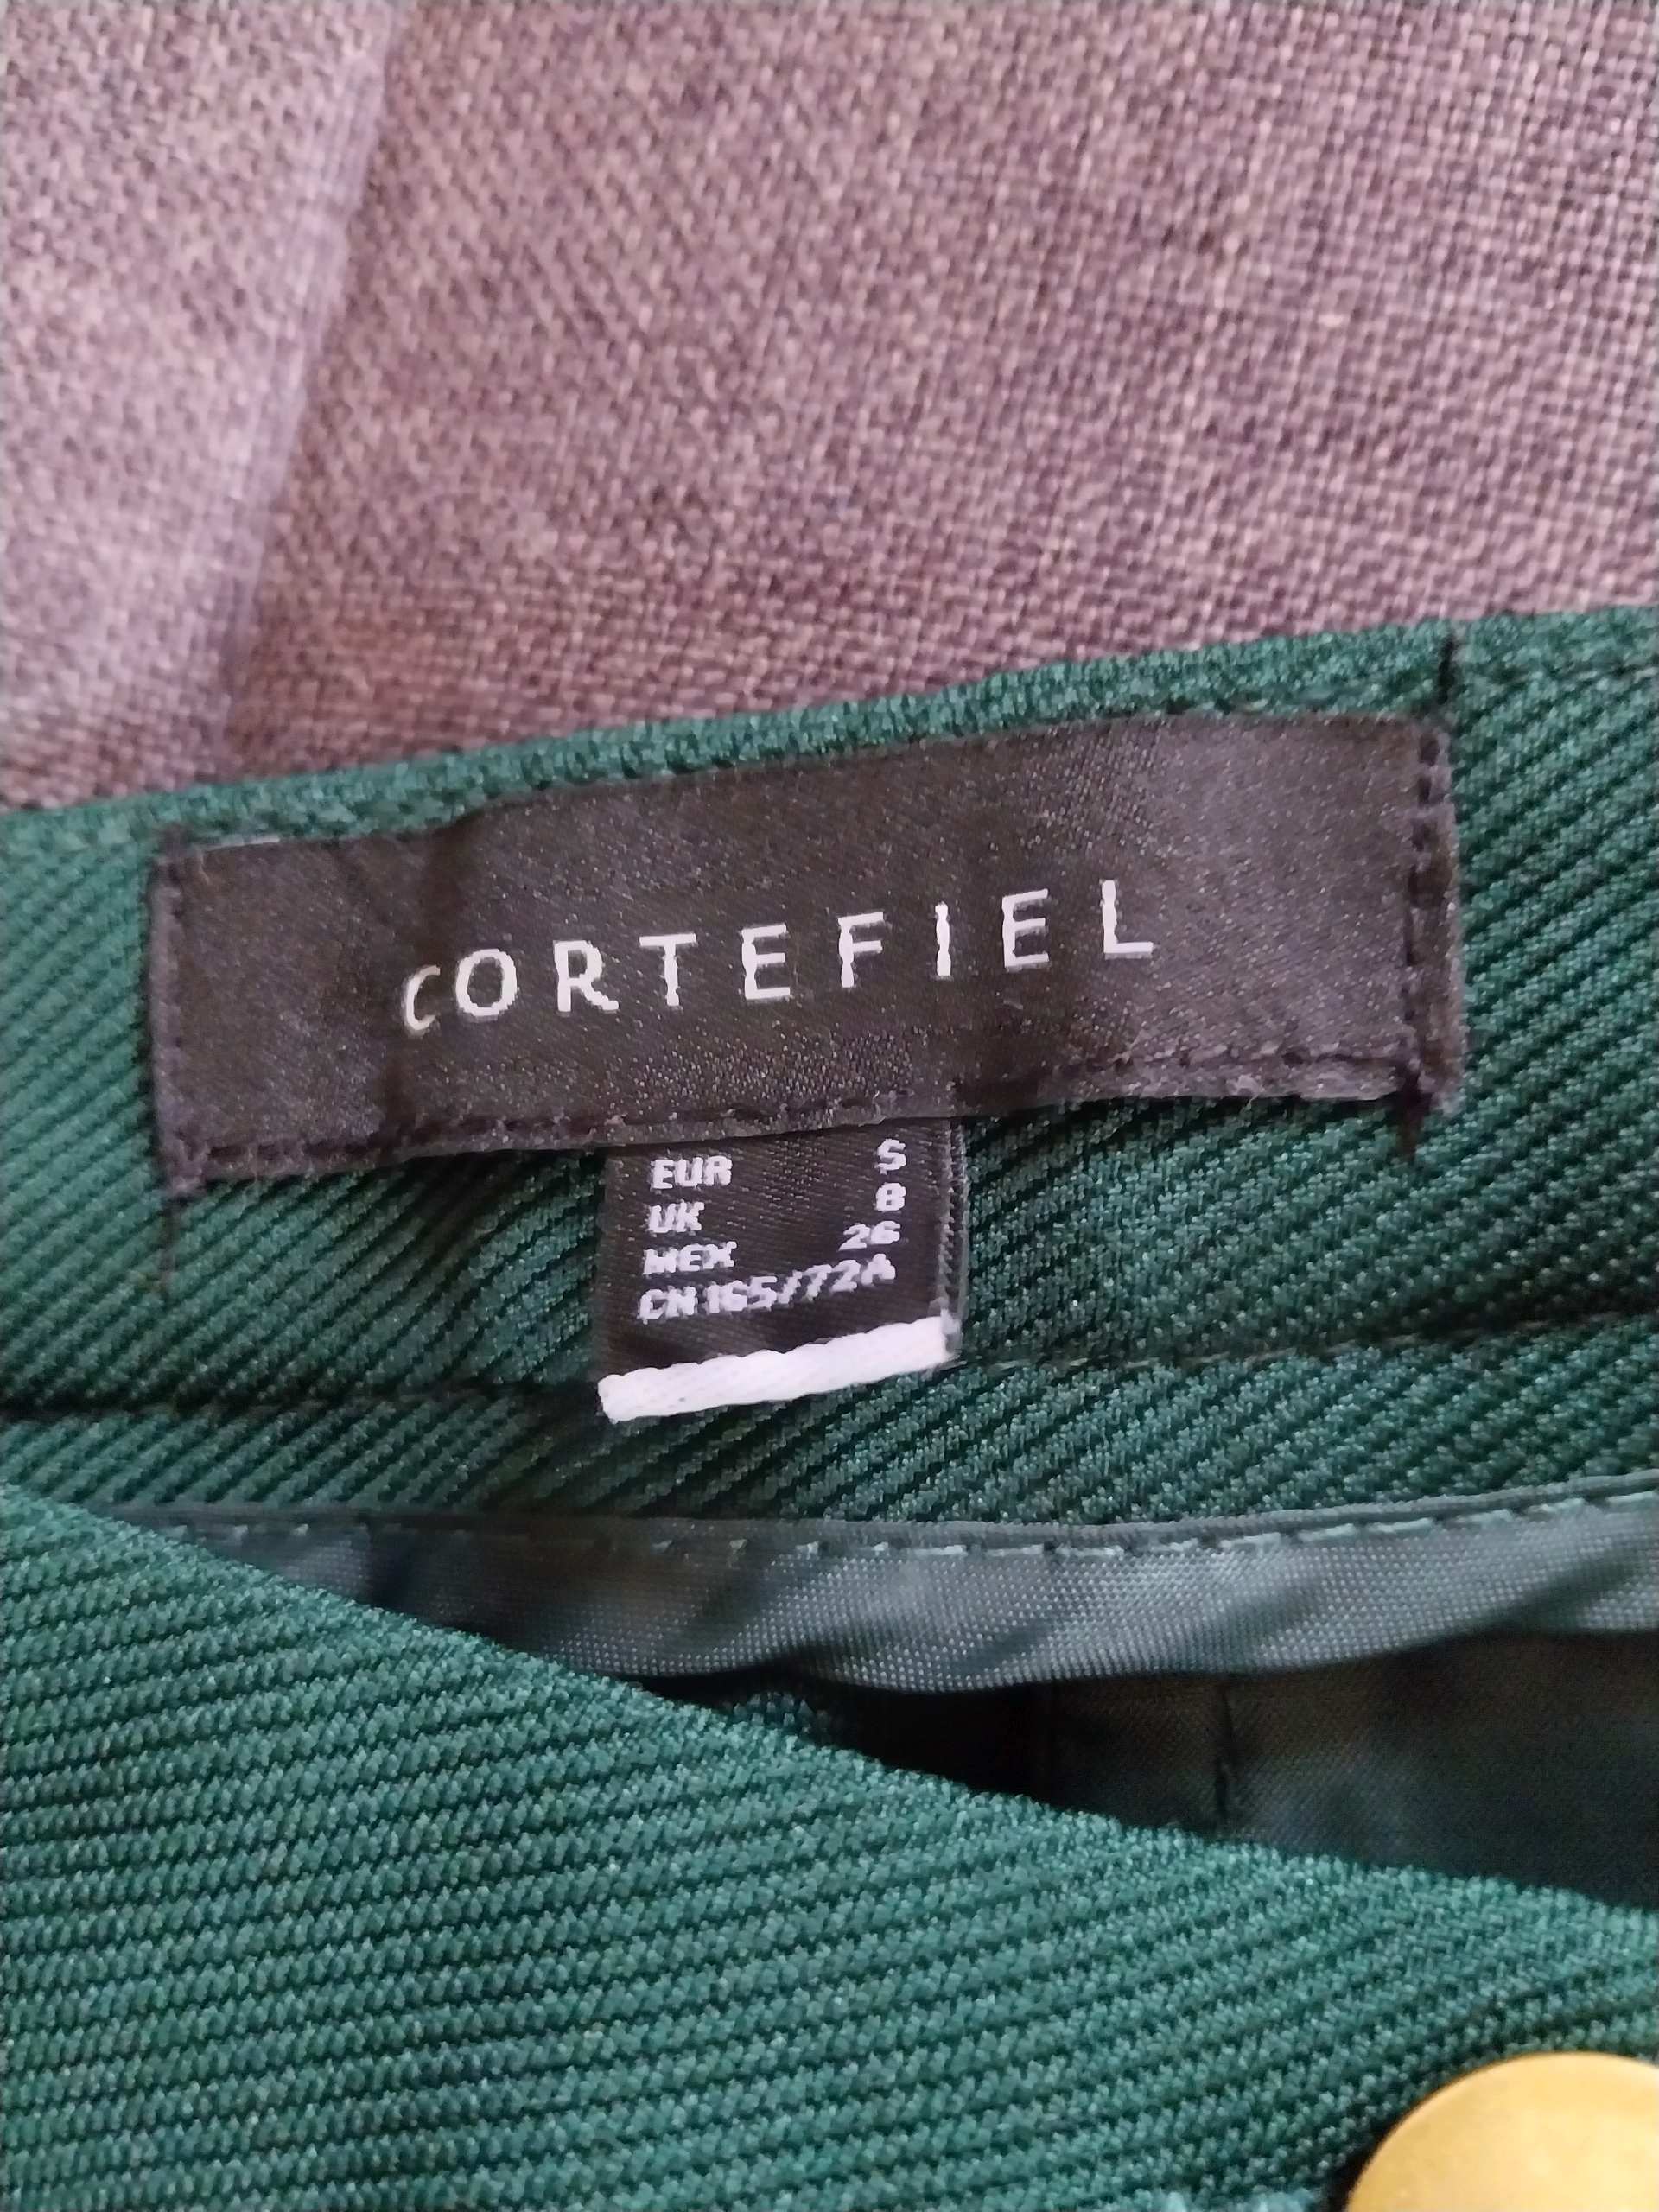 CORTEFIEL
EUR S
UK 8
MEX 26
CN 165/72A